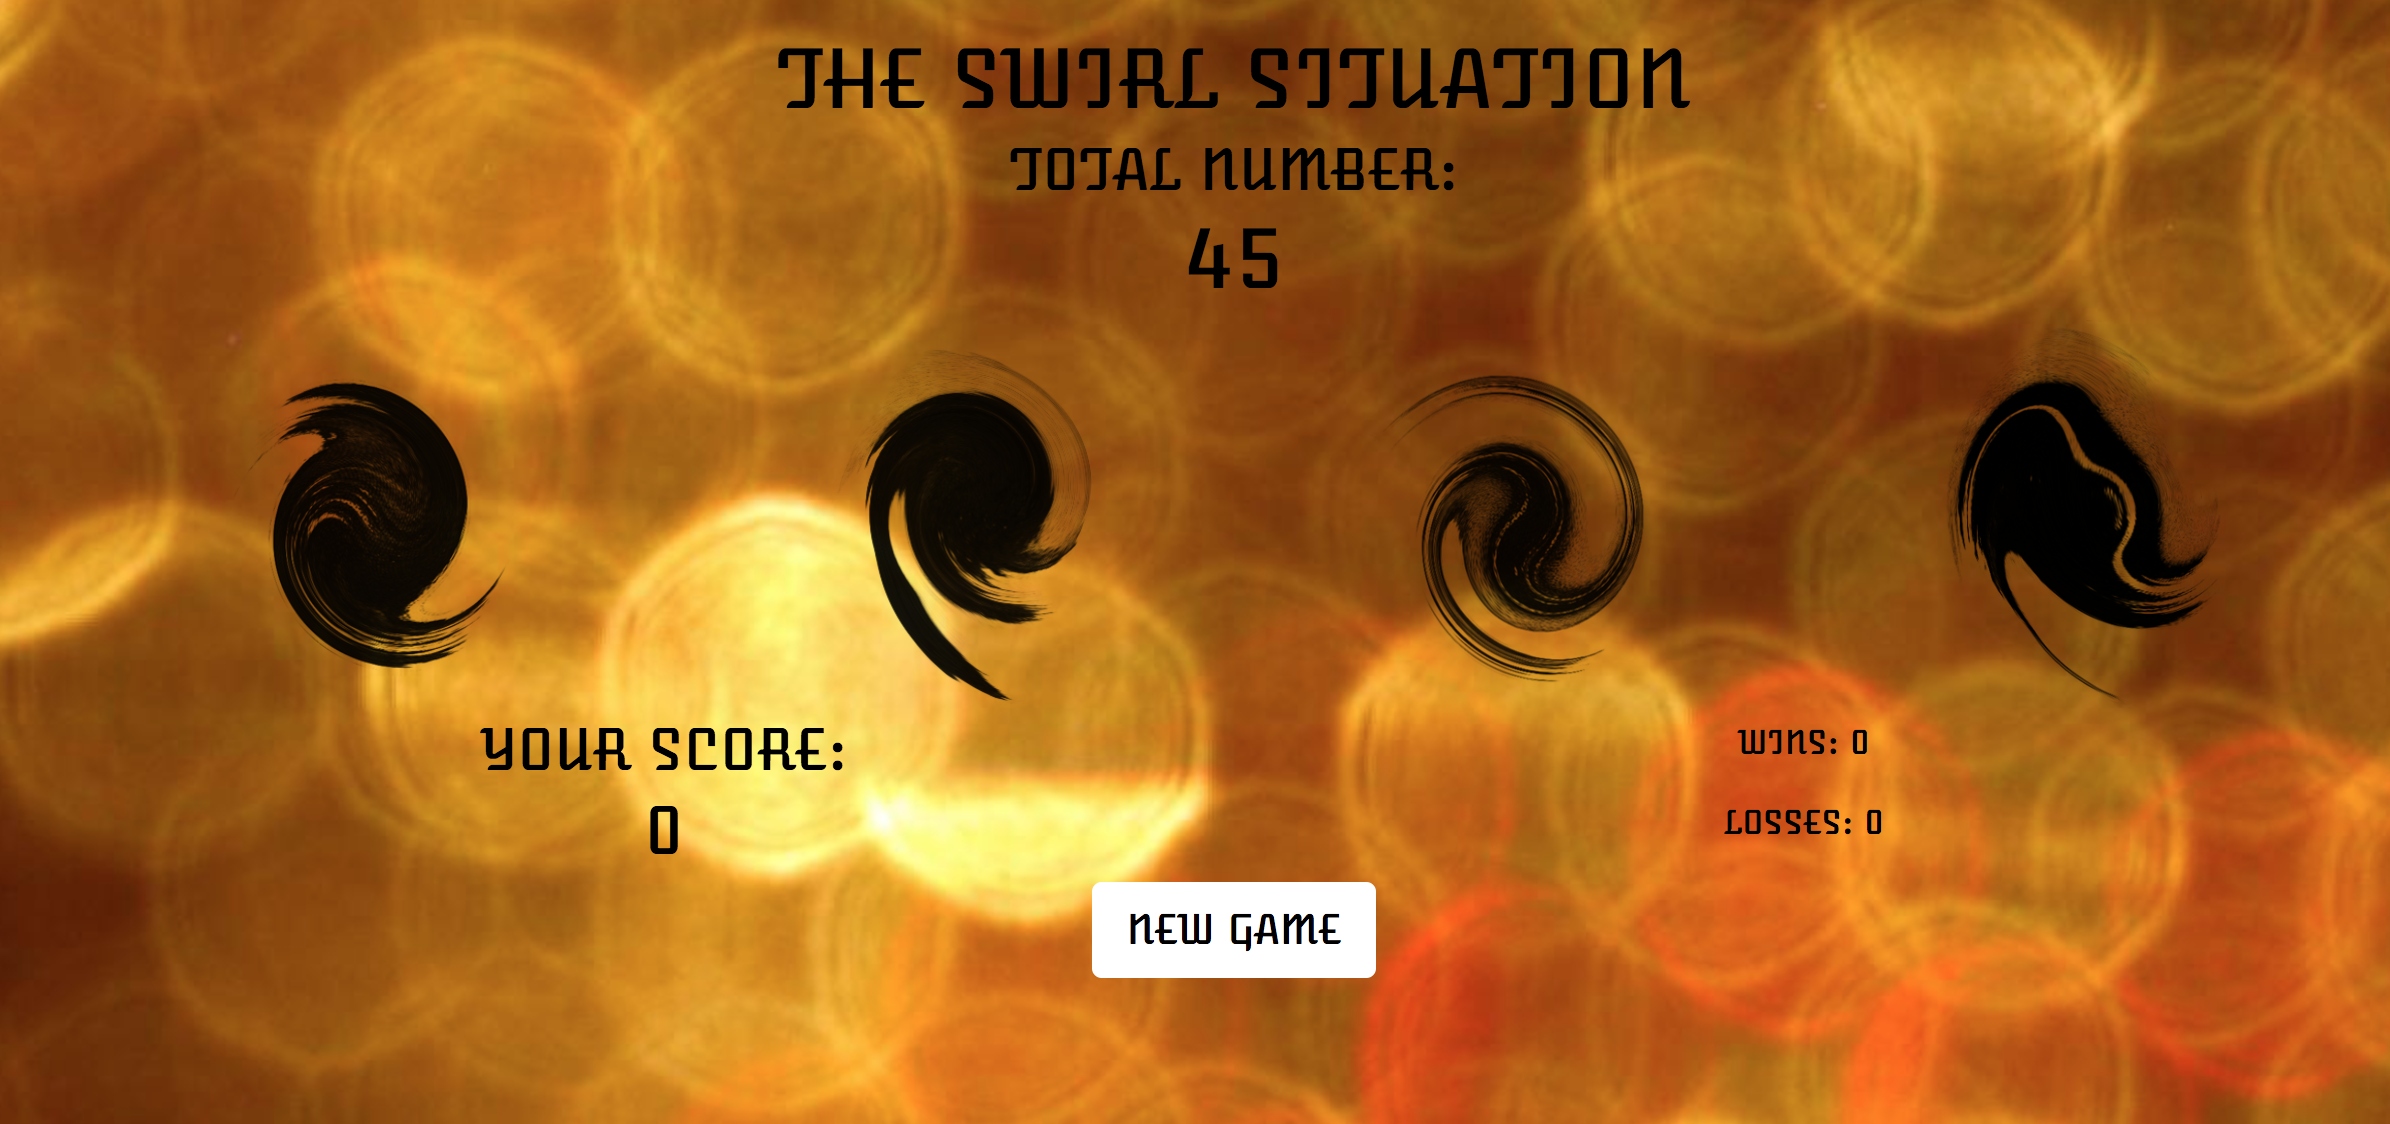 THE SWIRL SITUATION
TOTAL NUMBER:
45
YOUR SCORE:
0
WINS: 0
LOSSES: 0
NEW GAME